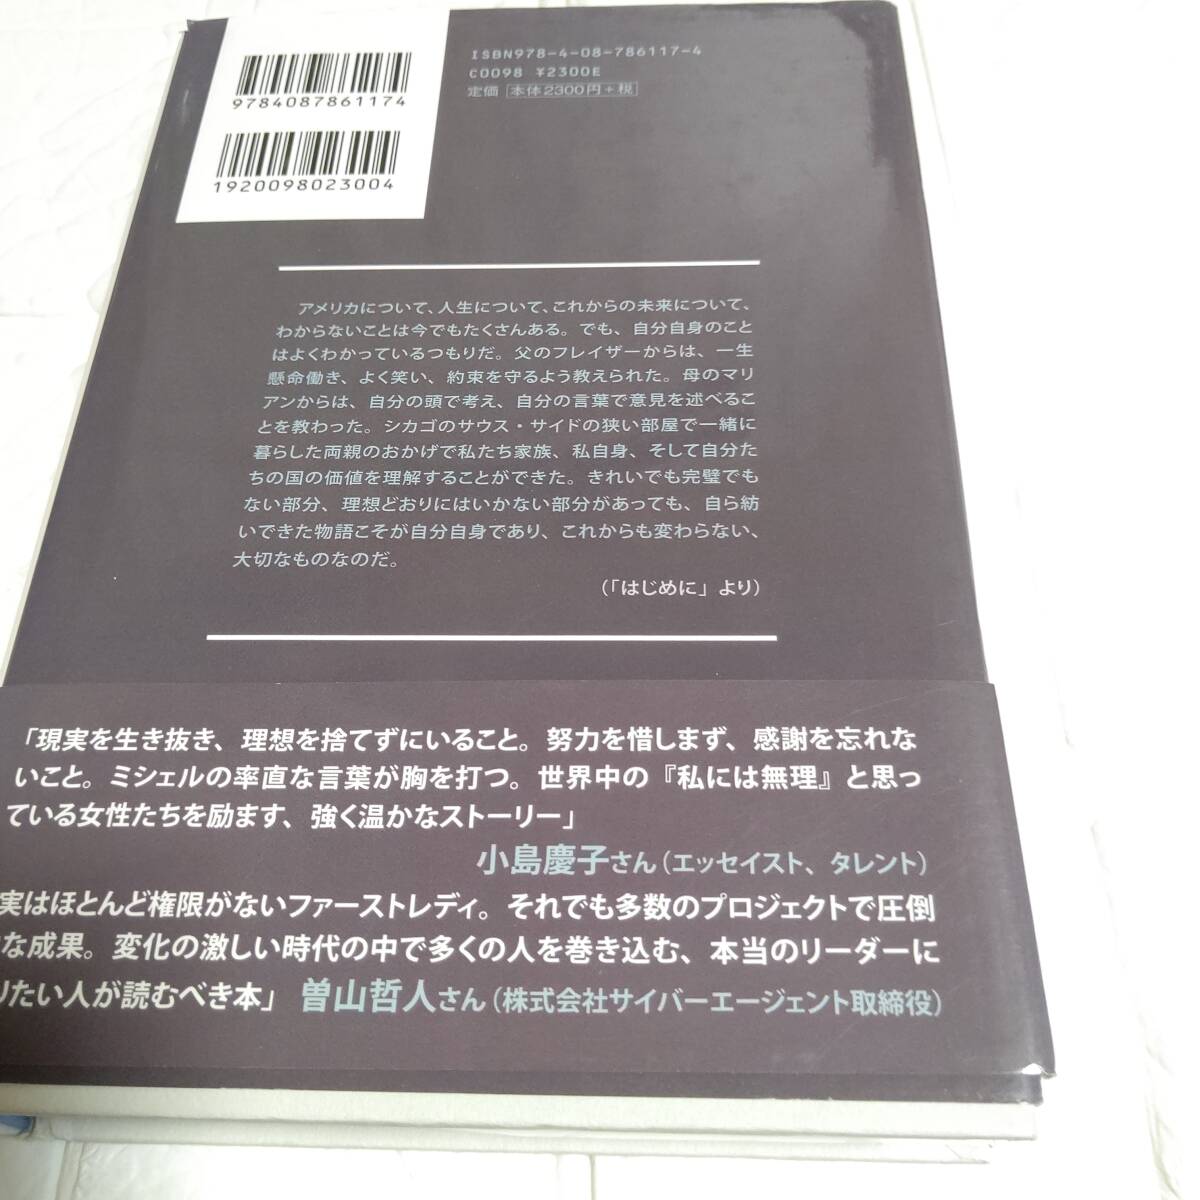 9784087861174
1920098023004
ISBN978-4-08-786117-4
C0098 ¥2300E
定価 本体2300円+税
アメリカについて、人生について、これからの未来について、
わからないことは今でもたくさんある。でも、自分自身のこと
はよくわかっているつもりだ。父のフレイザーからは、一生
懸命働き、よく笑い、約束を守るよう教えられた。母のマリ
アンからは、自分の頭で考え、自分の言葉で意見を述べるこ
とを教わった。シカゴのサウス・サイドの狭い部屋で一緒に
暮らした両親のおかげで私たち家族、私自身、そして自分た
ちの国の価値を理解することができた。きれいでも完璧でも
ない部分、理想どおりにはいかない部分があっても、自ら紡
いできた物語こそが自分自身であり、これからも変わらない、
大切なものなのだ。
(「はじめに」より)
「現実を生き抜き、理想を捨てずにいること。努力を惜しまず、感謝を忘れな
いこと。ミシェルの率直な言葉が胸を打つ。世界中の『私には無理』と思っ
ている女性たちを励ます、強く温かなストーリー」
小島慶子さん(エッセイスト、タレント)
実はほとんど権限がないファーストレディ。それでも多数のプロジェクトで圧倒
な成果。変化の激しい時代の中で多くの人を巻き込む、本当のリーダーに
りたい人が読むべき本」 曽山哲人さん(株式会社サイバーエージェント取締役)